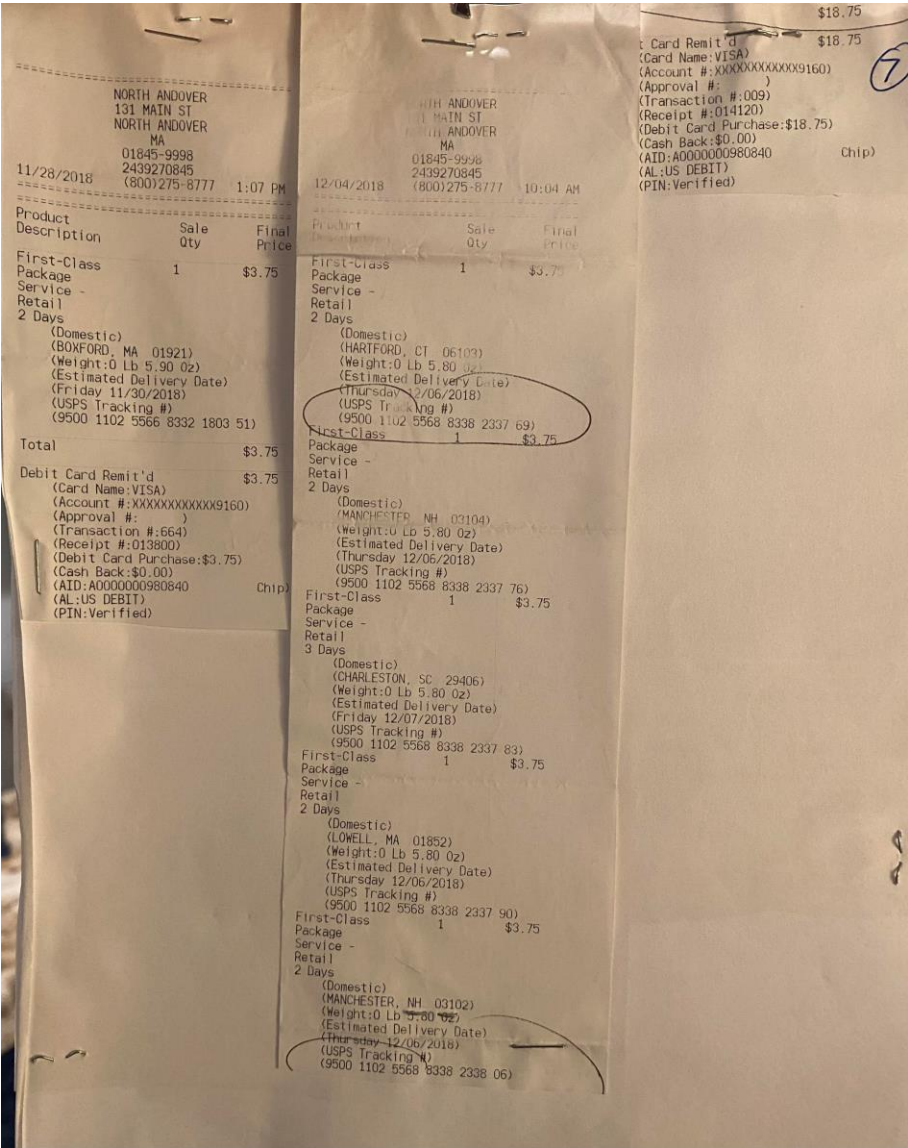 NORTH ANDOVER
131 MAIN ST
NORTH ANDOVER
MA
01845-9998
2439270845
11/28/2018 (800)275-8777 1:07 PM
Product Description Sale Qty Final Price
First-Class 1 $3.75
Package
Service -
Retail
2 Days
(Domestic)
(BOXFORD, MA 01921)
(Weight:0 Lb 5.90 Oz)
(Estimated Delivery Date)
(Friday 11/30/2018)
(USPS Tracking #)
(9500 1102 5566 8332 1803 51)
Total $3.75
Debit Card Remit'd $3.75
(Card Name:VISA)
(Account #:XXXXXXXXXXXX9160)
(Approval #: )
(Transaction #:664)
(Receipt #:013800)
(Debit Card Purchase:$3.75)
(Cash Back:$0.00)
(AID:A0000000980840 Chip)
(AL:US DEBIT)
(PIN:Verified)
ANDOVER
MAIN ST
ANDOVER
MA
01845-9998
2439270845
12/04/2018 (800)275-8777 10:04 AM
Product Sale Final
Qty Price
First-Class 1 $3.75
Package
Service -
Retail
2 Days
(Domestic)
(HARTFORD, CT 06103)
(Weight:0 Lb 5.80 Oz)
(Estimated Delivery Date)
(Thursday 12/06/2018)
(USPS Tracking #)
(9500 1102 5568 8338 2337 69)
First-Class 1 $3.75
Package
Service -
Retail
2 Days
(Domestic)
(MANCHESTER, NH 03104)
(Weight:0 Lb 5.80 Oz)
(Estimated Delivery Date)
(Thursday 12/06/2018)
(USPS Tracking #)
(9500 1102 5568 8338 2337 76)
First-Class 1 $3.75
Package
Service -
Retail
3 Days
(Domestic)
(CHARLESTON, SC 29406)
(Weight:0 Lb 5.80 Oz)
(Estimated Delivery Date)
(Friday 12/07/2018)
(USPS Tracking #)
(9500 1102 5568 8338 2337 83)
First-Class 1 $3.75
Package
Service -
Retail
2 Days
(Domestic)
(LOWELL, MA 01852)
(Weight:0 Lb 5.80 Oz)
(Estimated Delivery Date)
(Thursday 12/06/2018)
(USPS Tracking #)
(9500 1102 5568 8338 2337 90)
First-Class 1 $3.75
Package
Service -
Retail
2 Days
(Domestic)
(MANCHESTER, NH 03102)
(Weight:0 Lb 5.80 Oz)
(Estimated Delivery Date)
(Thursday 12/06/2018)
(USPS Tracking #)
(9500 1102 5568 8338 2338 06)
$18.75
t Card Remit'd $18.75
(Card Name:VISA)
(Account #:XXXXXXXXXXXX9160)
(Approval #: )
(Transaction #:009)
(Receipt #:014120)
(Debit Card Purchase:$18.75)
(Cash Back:$0.00)
(AID:A0000000980840 Chip)
(AL:US DEBIT)
(PIN:Verified)
7